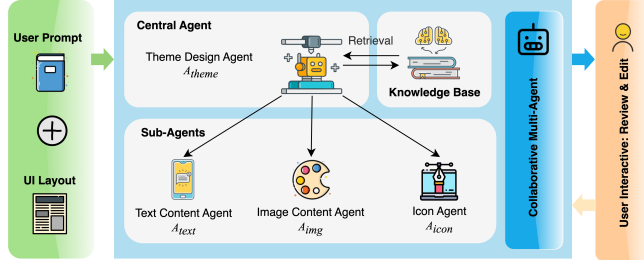 User Prompt
UI Layout
Central Agent
Theme Design Agent
A_theme
Retrieval
Knowledge Base
Sub-Agents
Text Content Agent
A_text
Image Content Agent
A_img
Icon Agent
A_icon
Collaborative Multi-Agent
User Interactive: Review & Edit